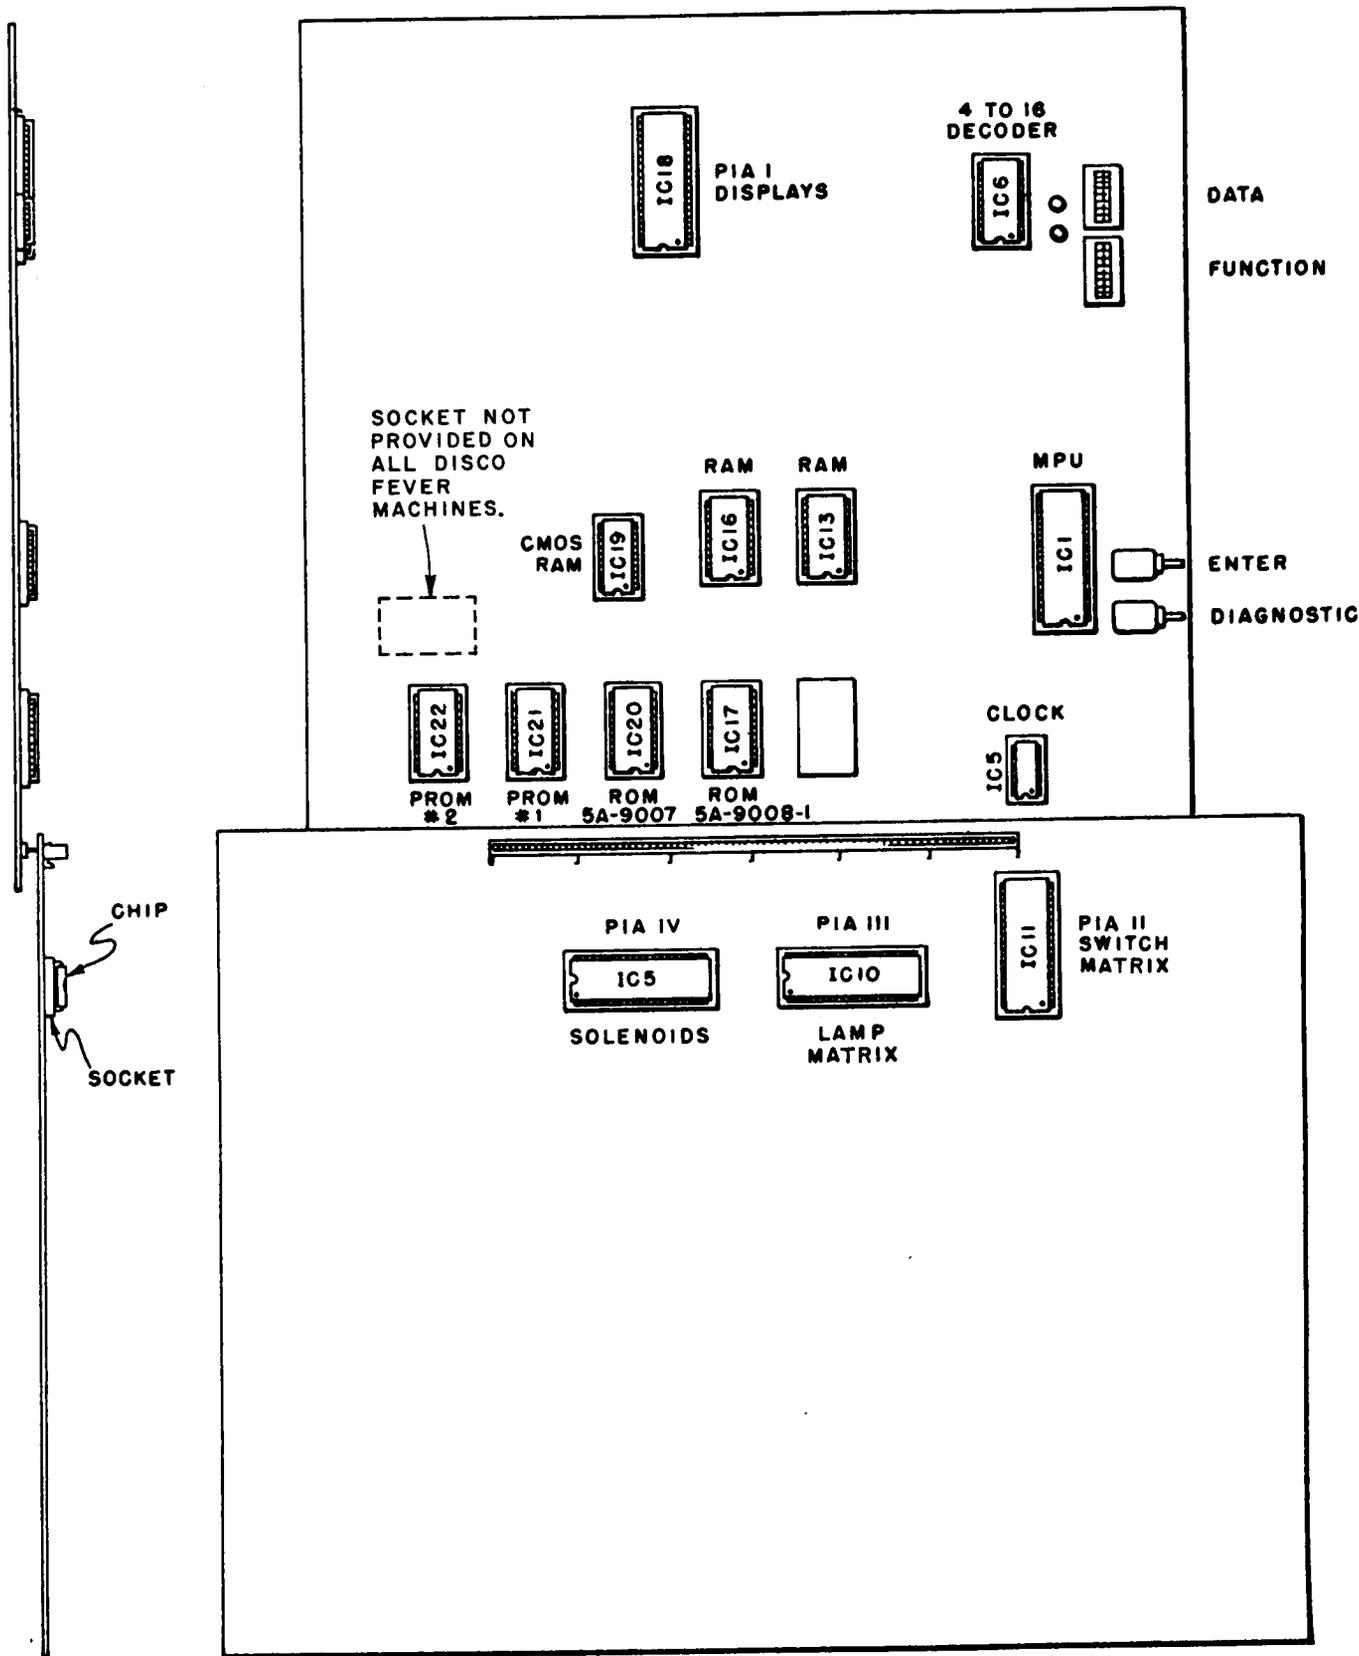 4 TO 16
DECODER
IC18
PIA I
DISPLAYS
IC6
DATA
FUNCTION
SOCKET NOT
PROVIDED ON
ALL DISCO
FEVER
MACHINES.
RAM
RAM
MPU
CMOS
RAM
IC19
IC16
IC13
IC1
ENTER
DIAGNOSTIC
IC22
IC21
IC20
IC17
CLOCK
IC5
PROM
#2
PROM
#1
ROM
5A-9007
ROM
5A-9008-1
CHIP
SOCKET
PIA IV
IC5
SOLENOIDS
PIA III
IC10
LAMP
MATRIX
IC11
PIA II
SWITCH
MATRIX